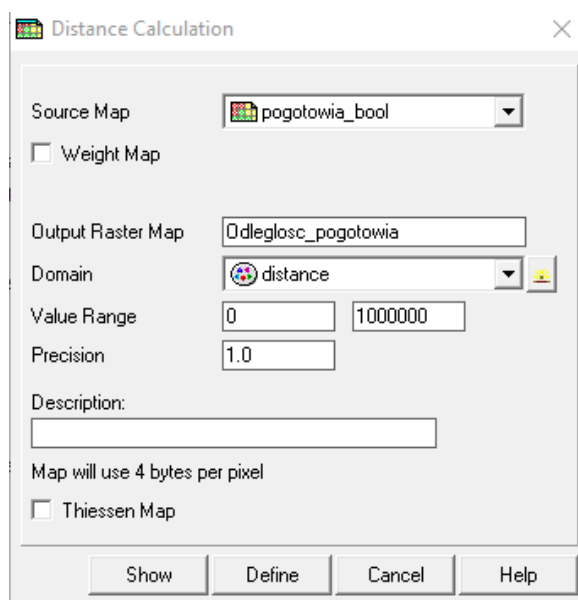 Distance Calculation
Source Map pogotowia_bool
Weight Map
Output Raster Map Odleglosc_pogotowia
Domain distance
Value Range 0 1000000
Precision 1.0
Description:
Map will use 4 bytes per pixel
Thiessen Map
Show Define Cancel Help